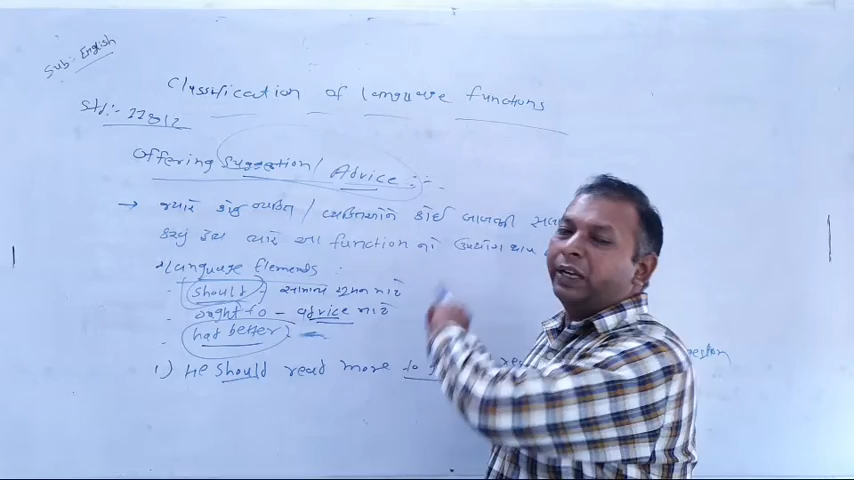 Sub:- English
Classification of language functions
Std:- 11 & 12
Offering Suggestion / Advice :-
→ જ્યારે કોઈ વ્યક્તિ / વ્યક્તિઓને કોઈ બાબતની
કરવું હોય ત્યારે આ function નો ઉપયોગ થાય
*Language Elements :
- should - સામાન્ય સૂચન માટે
- ought to - advice માટે
- had better -
1) He should read more to